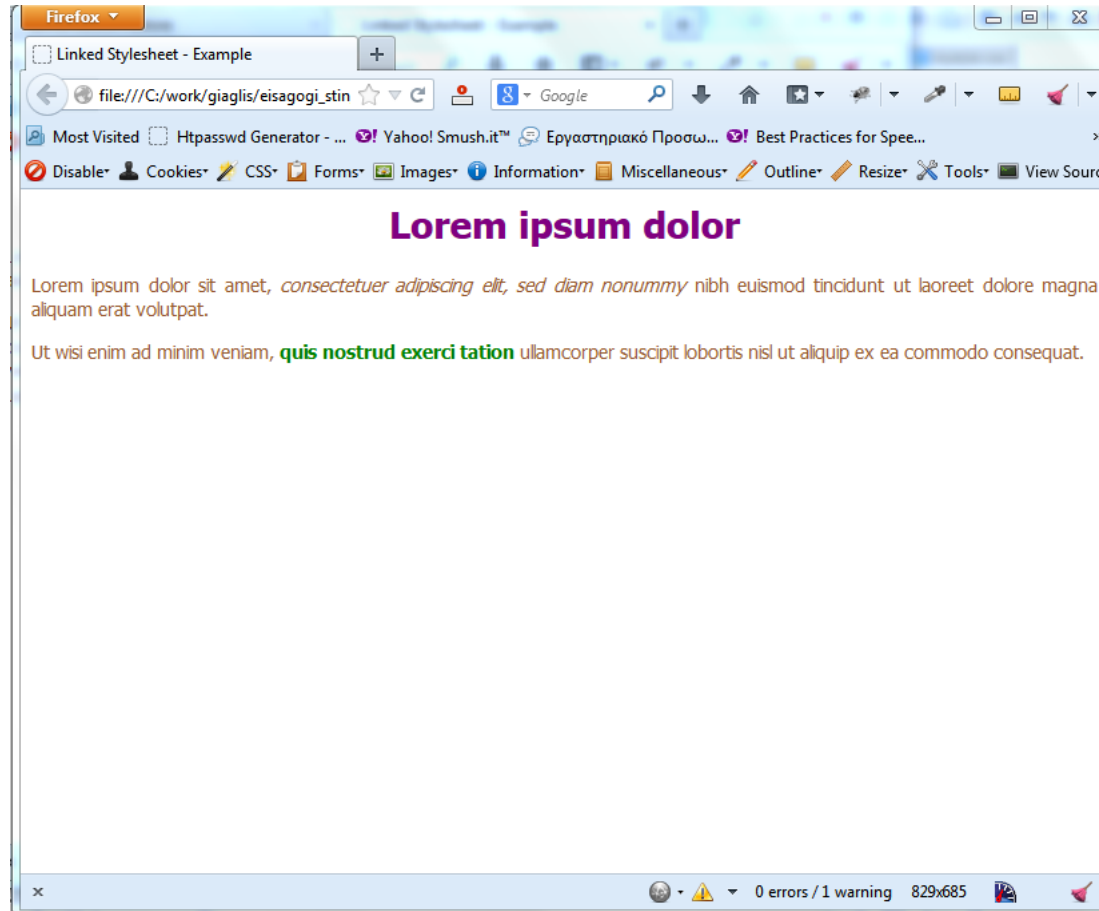 Firefox
Linked Stylesheet - Example
file:///C:/work/giaglis/eisagogi_stin
Google
Most Visited Htpasswd Generator - ... Yahoo! Smush.it™ Εργαστηριακό Προσω... Best Practices for Spee...
Disable Cookies CSS Forms Images Information Miscellaneous Outline Resize Tools View Sourc
Lorem ipsum dolor
Lorem ipsum dolor sit amet, consectetuer adipiscing elit, sed diam nonummy nibh euismod tincidunt ut laoreet dolore magna
aliquam erat volutpat.
Ut wisi enim ad minim veniam, quis nostrud exerci tation ullamcorper suscipit lobortis nisl ut aliquip ex ea commodo consequat.
0 errors / 1 warning 829x685